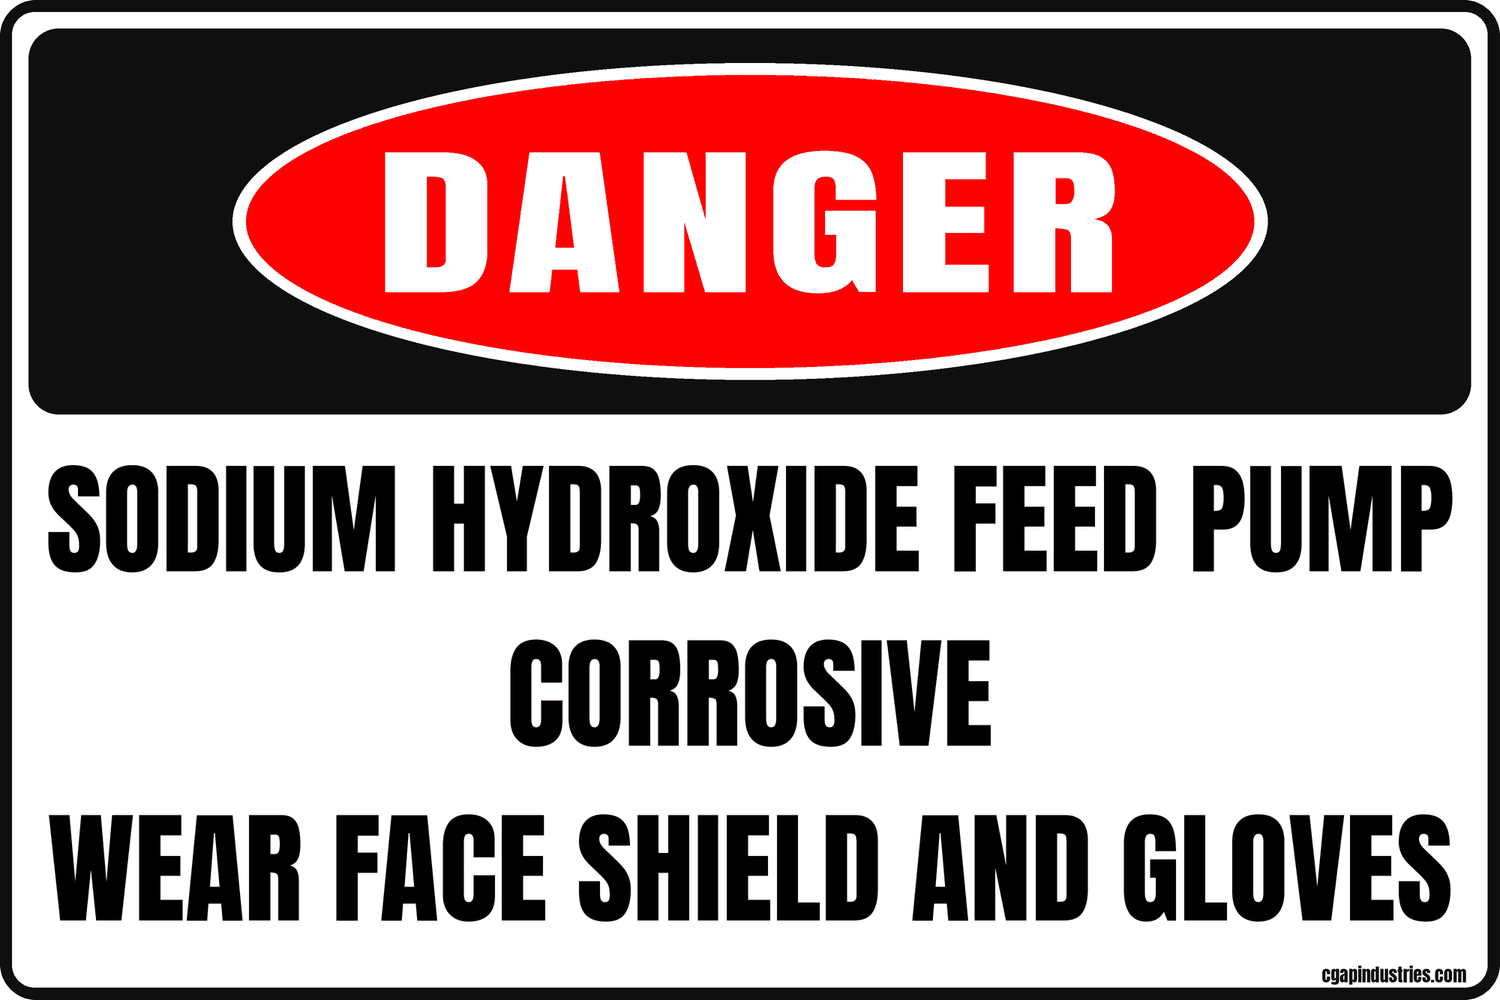 DANGER
SODIUM HYDROXIDE FEED PUMP
CORROSIVE
WEAR FACE SHIELD AND GLOVES
cgapindustries.com